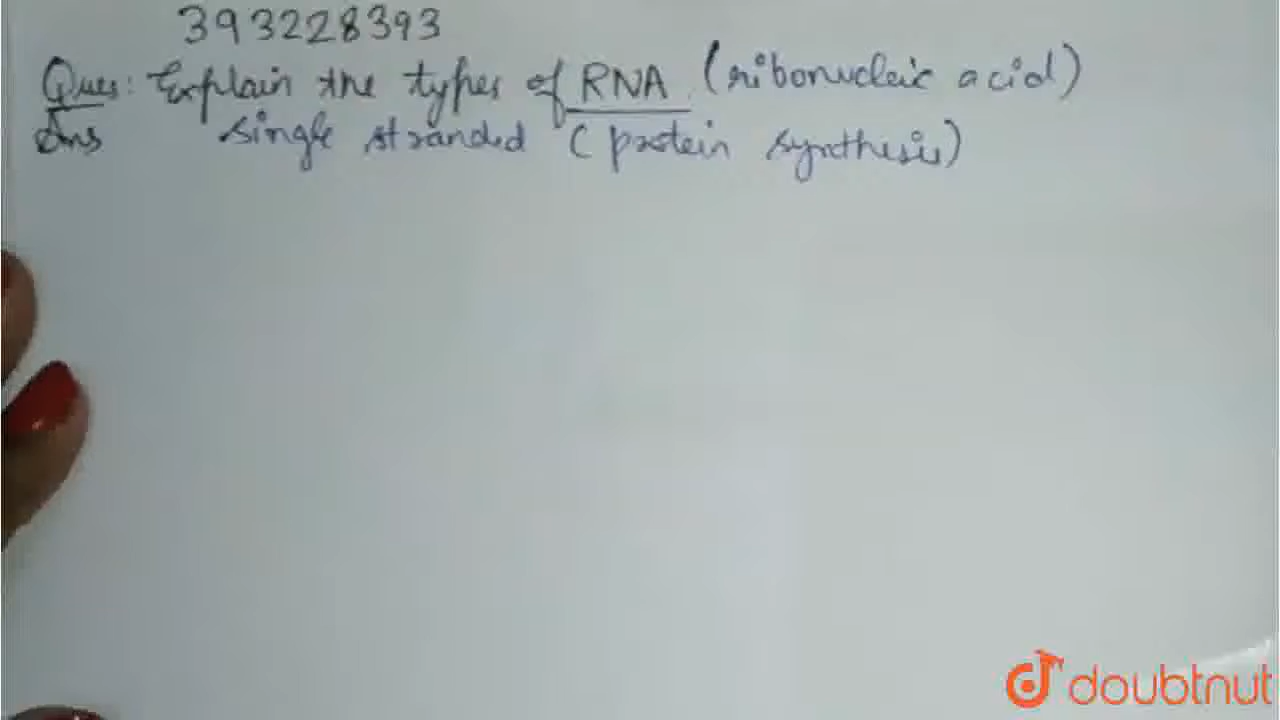 393228393
Ques: Explain the types of RNA (ribonucleic acid)
Ans single stranded (protein synthesis)
doubtnut